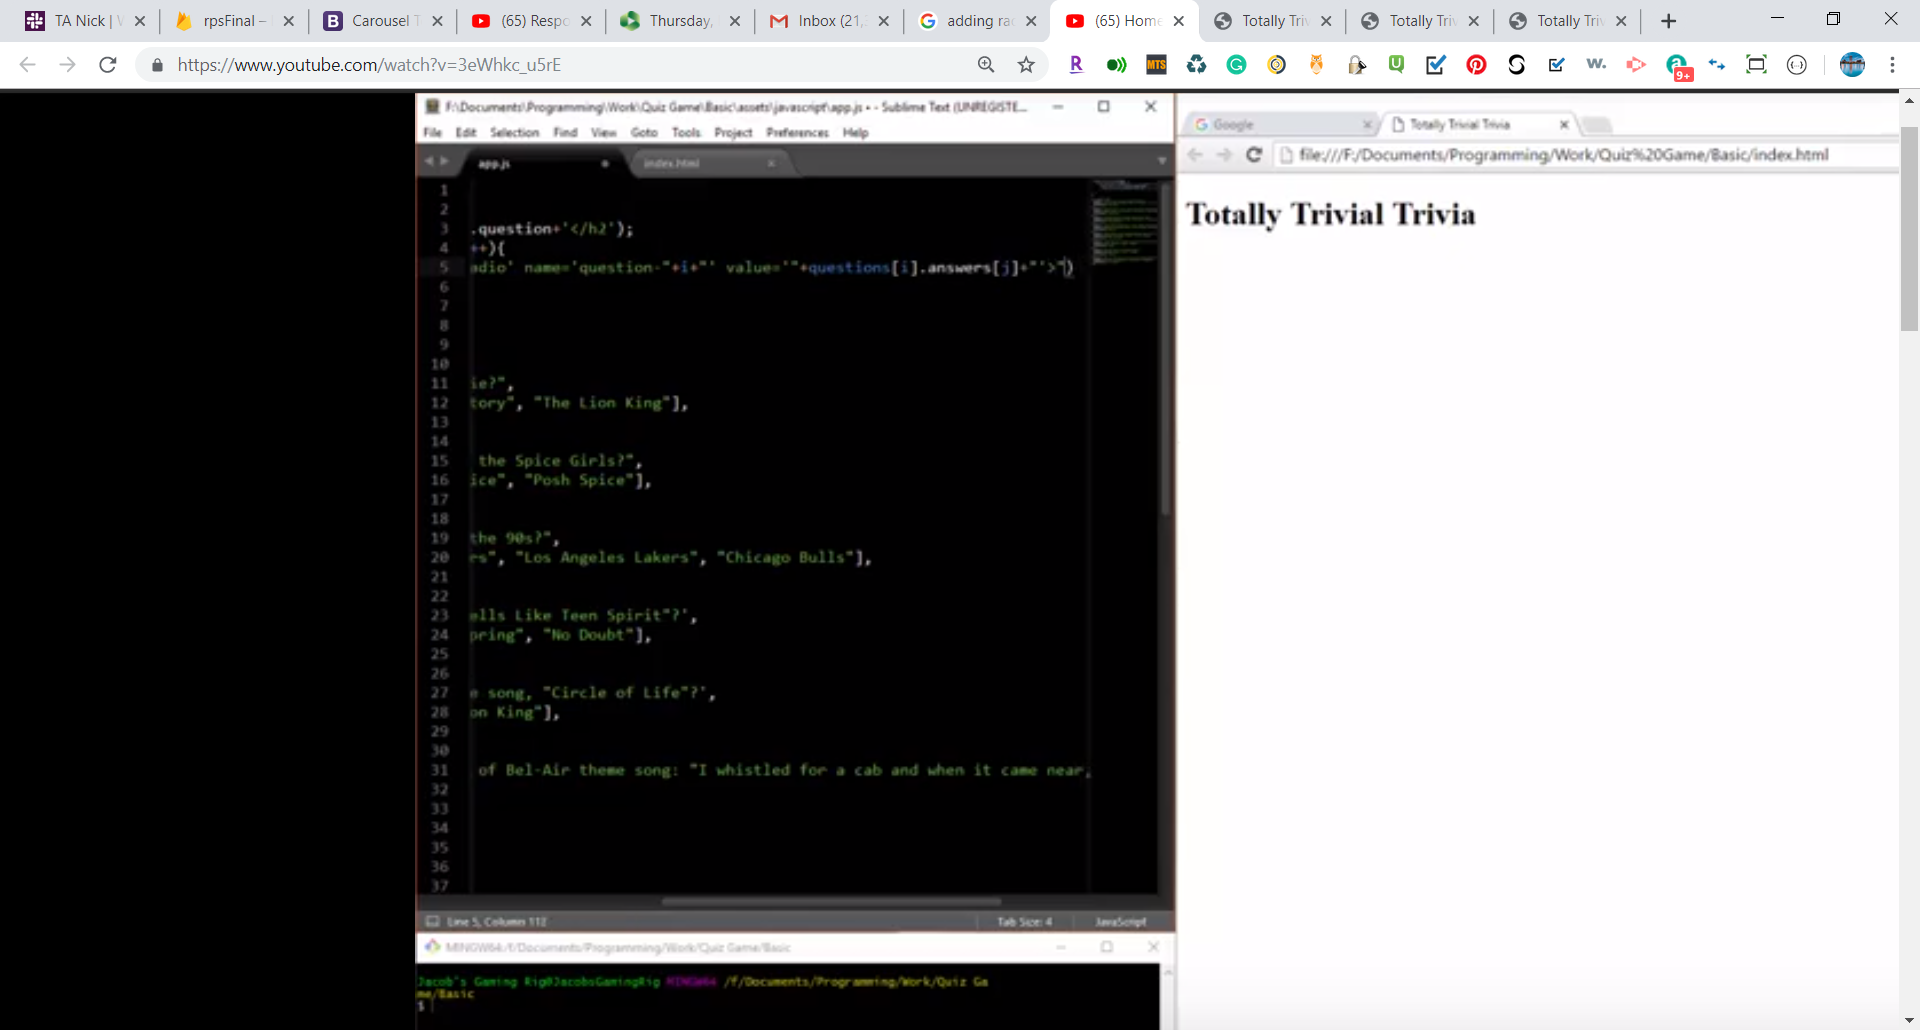 TA Nick |
rpsFinal –
Carousel T
(65) Respo
Thursday,
Inbox (21,
adding ra
(65) Home
Totally Triv
Totally Triv
Totally Triv
https://www.youtube.com/watch?v=3eWhkc_u5rE
MTS
w.
9+
F:\Documents\Programming\Work\Quiz Game\Basic\assets\javascript\app.js • - Sublime Text (UNREGISTE...
File Edit Selection Find View Goto Tools Project Preferences Help
app.js
index.html
1
2
3 .question+'</h2');
4 ++){
5 adio' name='question-"+i+"' value='"+questions[i].answers[j]+"'>")
6
7
8
9
10
11 ie?",
12 tory", "The Lion King"],
13
14
15 the Spice Girls?",
16 ice", "Posh Spice"],
17
18
19 the 90s?",
20 rs", "Los Angeles Lakers", "Chicago Bulls"],
21
22
23 ells Like Teen Spirit"?',
24 pring", "No Doubt"],
25
26
27 e song, "Circle of Life"?',
28 on King"],
29
30
31 of Bel-Air theme song: "I whistled for a cab and when it came near,
32
33
34
35
36
37
Line 5, Column 112
Tab Size: 4
JavaScript
MINGW64:/f/Documents/Programming/Work/Quiz Game/Basic
Jacob's Gaming Rig@JacobsGamingRig MINGW64 /f/Documents/Programming/Work/Quiz Ga
me/Basic
$
Google
Totally Trivial Trivia
file:///F:/Documents/Programming/Work/Quiz%20Game/Basic/index.html
Totally Trivial Trivia